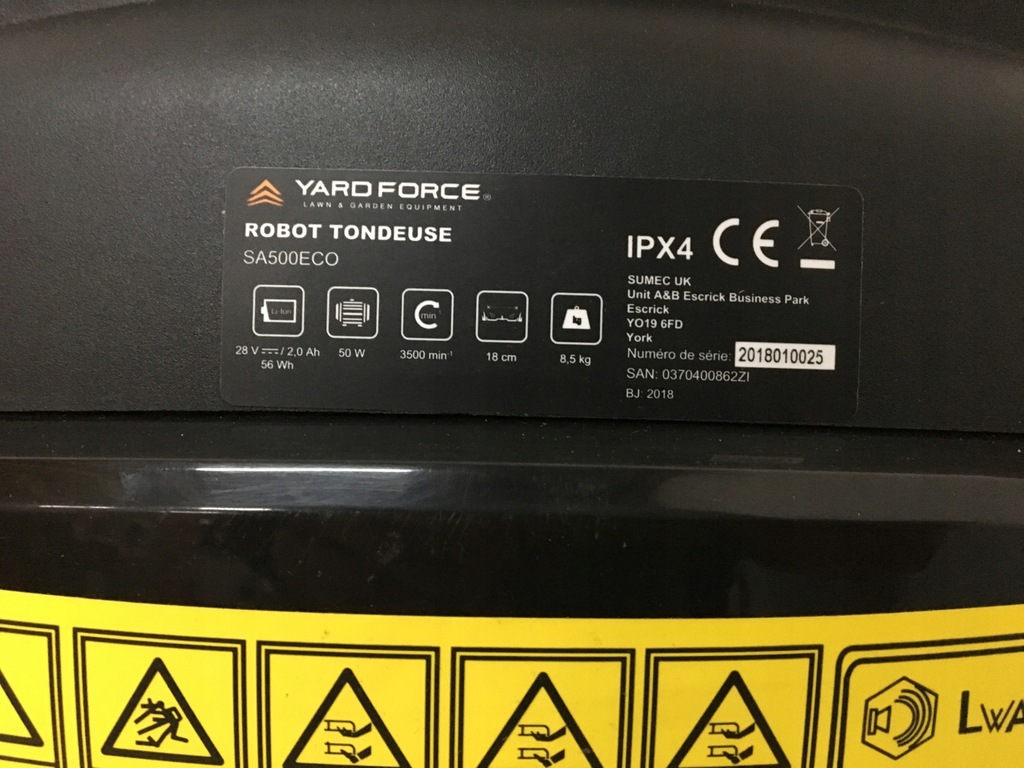 YARD FORCE®
LAWN & GARDEN EQUIPMENT
ROBOT TONDEUSE
SA500ECO
Li-Ion
min
kg
28 V⎓/ 2,0 Ah
56 Wh
50 W
3500 min⁻¹
18 cm
8,5 kg
IPX4 CE
SUMEC UK
Unit A&B Escrick Business Park
Escrick
YO19 6FD
York
Numéro de série: 2018010025
SAN: 0370400862ZI
BJ: 2018
LWA